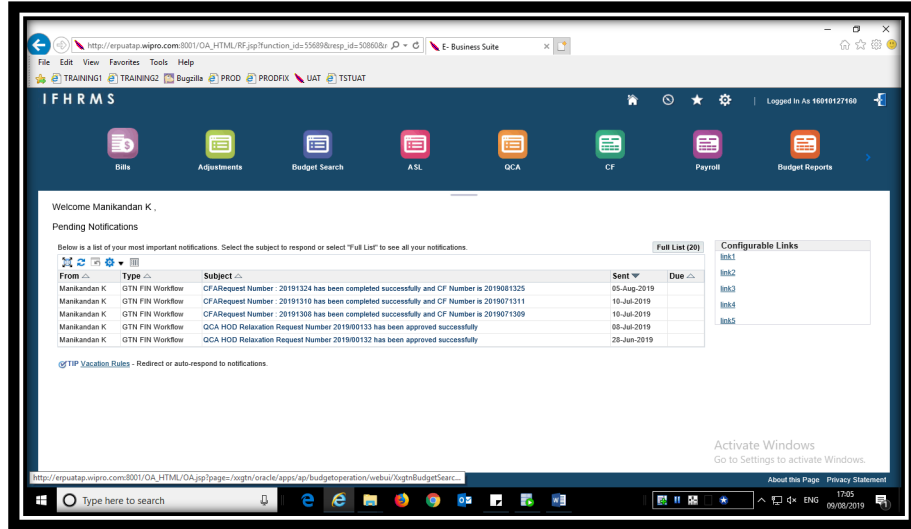 http://erpuatap.wipro.com:8001/OA_HTML/RF.jsp?function_id=55689&resp_id=50860&r
E- Business Suite
File Edit View Favorites Tools Help
TRAINING1 TRAINING2 Bugzilla PROD PRODFIX UAT TSTUAT
IFHRMS
Logged In As 16010127160
Bills Adjustments Budget Search ASL QCA CF Payroll Budget Reports
Welcome Manikandan K ,
Pending Notifications
Below is a list of your most important notifications. Select the subject to respond or select "Full List" to see all your notifications.
Full List (20)
Configurable Links
link1
link2
link3
link4
link5
From Type Subject Sent Due
Manikandan K GTN FIN Workflow CFARequest Number : 20191324 has been completed successfully and CF Number is 2019081325 05-Aug-2019
Manikandan K GTN FIN Workflow CFARequest Number : 20191310 has been completed successfully and CF Number is 2019071311 10-Jul-2019
Manikandan K GTN FIN Workflow CFARequest Number : 20191308 has been completed successfully and CF Number is 2019071309 10-Jul-2019
Manikandan K GTN FIN Workflow QCA HOD Relaxation Request Number 2019/00133 has been approved successfully 08-Jul-2019
Manikandan K GTN FIN Workflow QCA HOD Relaxation Request Number 2019/00132 has been approved successfully 28-Jun-2019
TIP Vacation Rules - Redirect or auto-respond to notifications.
Activate Windows
Go to Settings to activate Windows.
http://erpuatap.wipro.com:8001/OA_HTML/OA.jsp?page=/xxgtn/oracle/apps/ap/budgetoperation/webui/XxgtnBudgetSearc...
About this Page Privacy Statement
Type here to search
ENG
17:05
09/08/2019